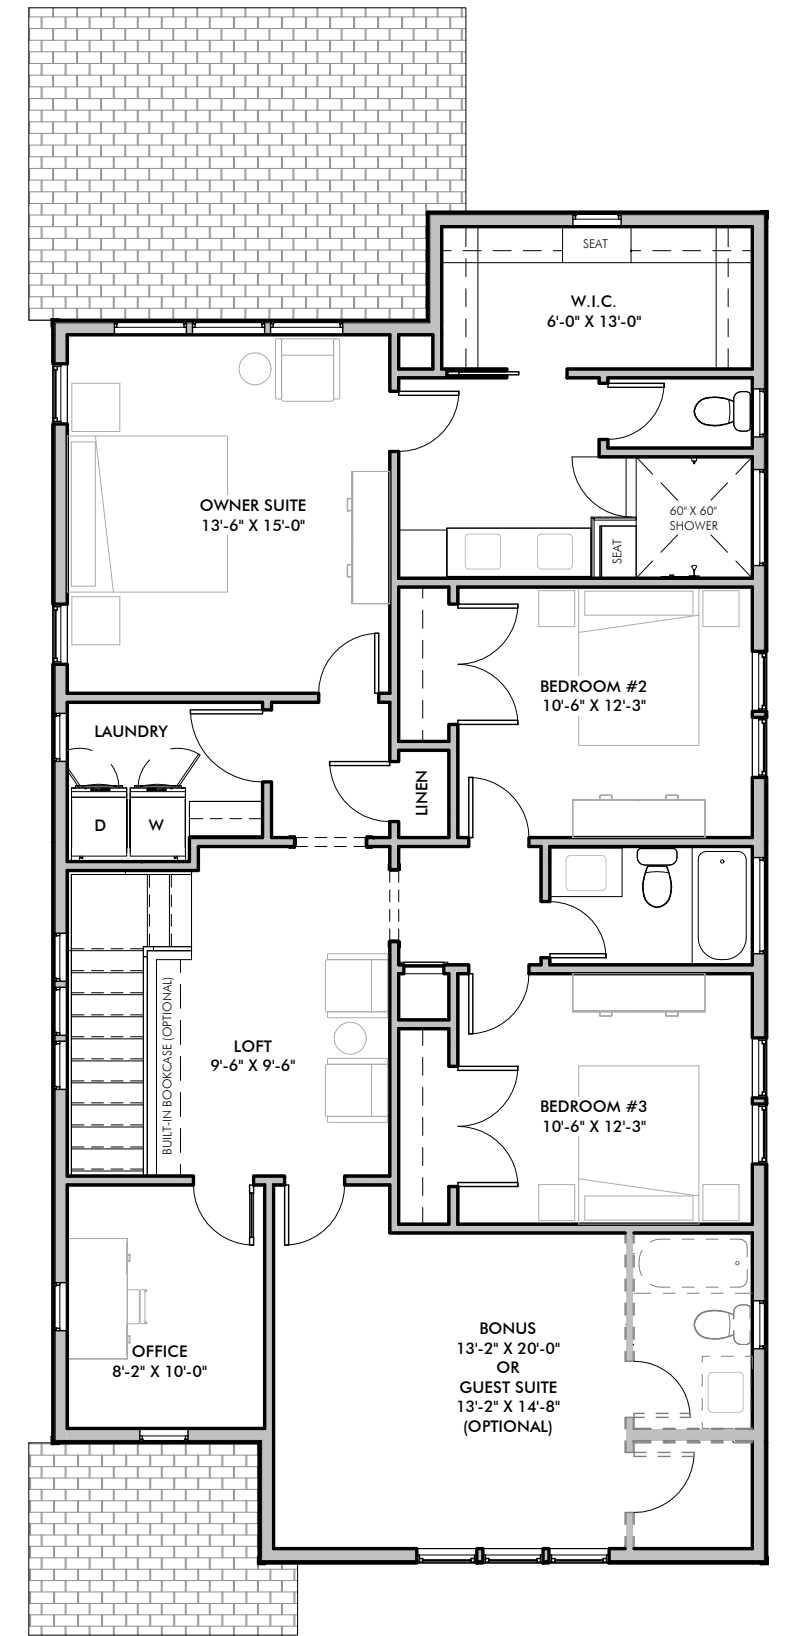 SEAT
W.I.C.
6'-0" X 13'-0"
OWNER SUITE
13'-6" X 15'-0"
60" X 60"
SHOWER
SEAT
BEDROOM #2
10'-6" X 12'-3"
LAUNDRY
D
W
LINEN
BUILT-IN BOOKCASE (OPTIONAL)
LOFT
9'-6" X 9'-6"
BEDROOM #3
10'-6" X 12'-3"
OFFICE
8'-2" X 10'-0"
BONUS
13'-2" X 20'-0"
OR
GUEST SUITE
13'-2" X 14'-8"
(OPTIONAL)